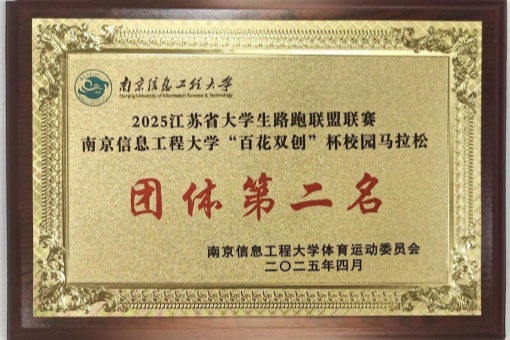 南京信息工程大学
Nanjing University of Information Science & Technology
2025江苏省大学生路跑联盟联赛
南京信息工程大学“百花双创”杯校园马拉松
团体第二名
南京信息工程大学体育运动委员会
二〇二五年四月